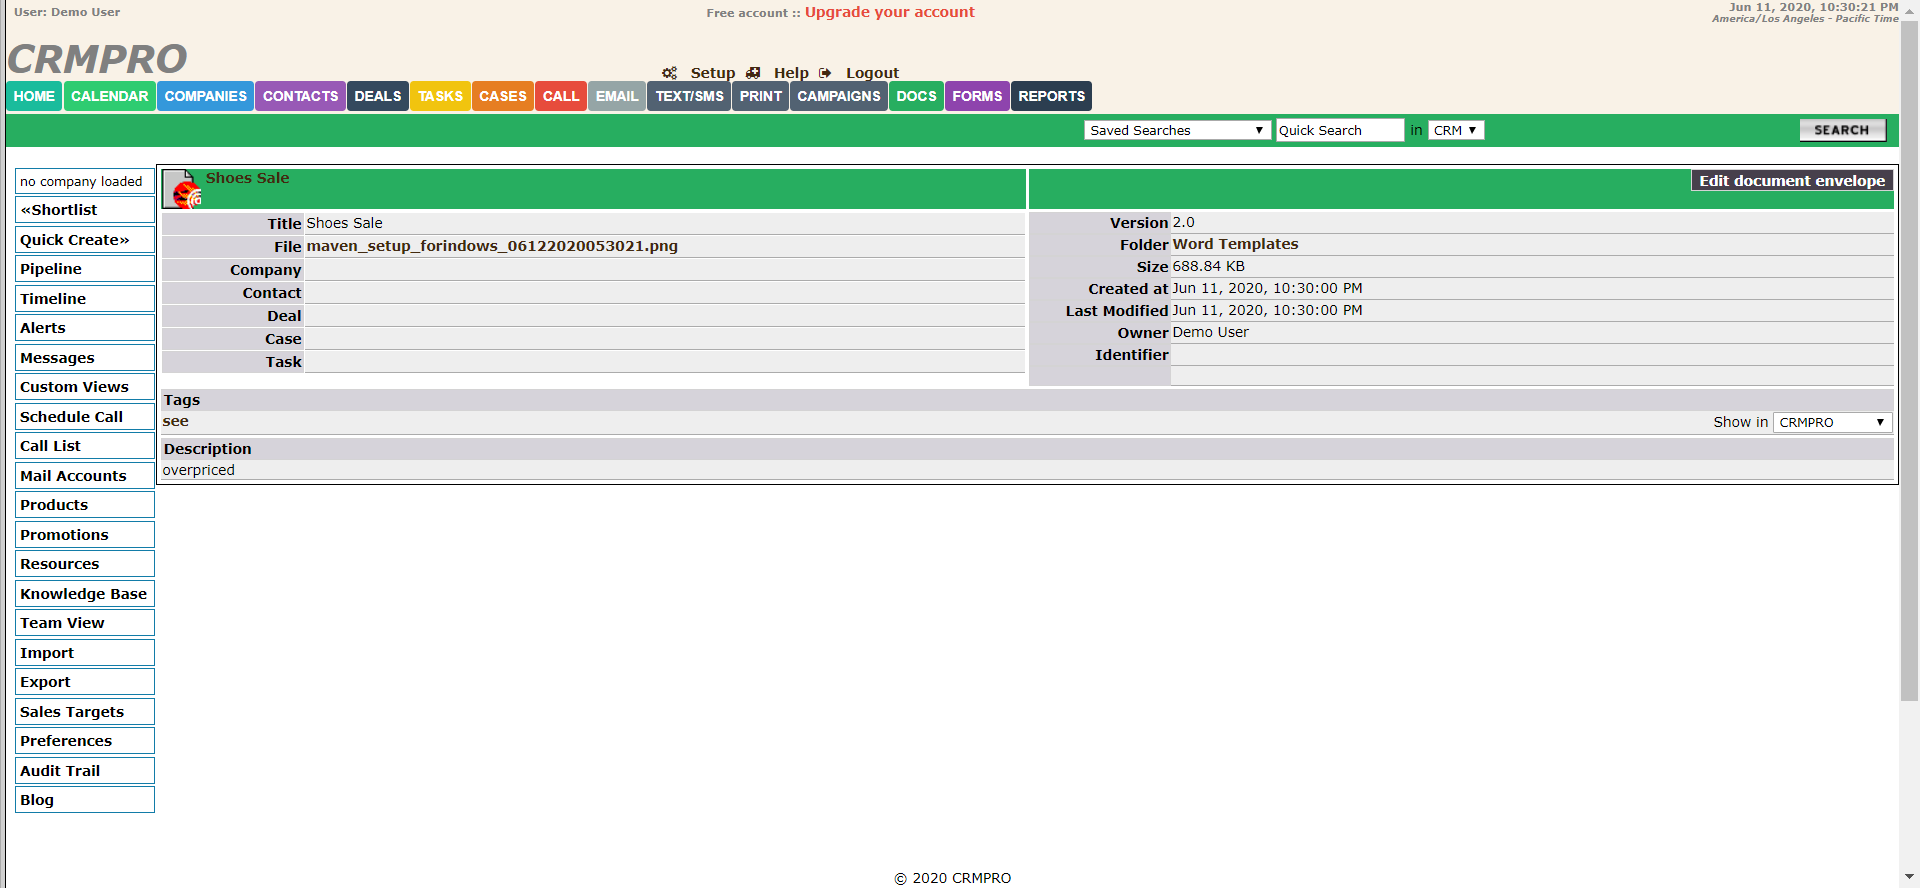 User: Demo User
Free account :: Upgrade your account
Jun 11, 2020, 10:30:21 PM
America/Los Angeles - Pacific Time
CRMPRO
Setup Help Logout
HOME CALENDAR COMPANIES CONTACTS DEALS TASKS CASES CALL EMAIL TEXT/SMS PRINT CAMPAIGNS DOCS FORMS REPORTS
Saved Searches Quick Search in CRM SEARCH
no company loaded
«Shortlist
Quick Create»
Pipeline
Timeline
Alerts
Messages
Custom Views
Schedule Call
Call List
Mail Accounts
Products
Promotions
Resources
Knowledge Base
Team View
Import
Export
Sales Targets
Preferences
Audit Trail
Blog
Shoes Sale
Edit document envelope
Title Shoes Sale
File maven_setup_forindows_06122020053021.png
Company
Contact
Deal
Case
Task
Version 2.0
Folder Word Templates
Size 688.84 KB
Created at Jun 11, 2020, 10:30:00 PM
Last Modified Jun 11, 2020, 10:30:00 PM
Owner Demo User
Identifier
Tags
see
Show in CRMPRO
Description
overpriced
© 2020 CRMPRO